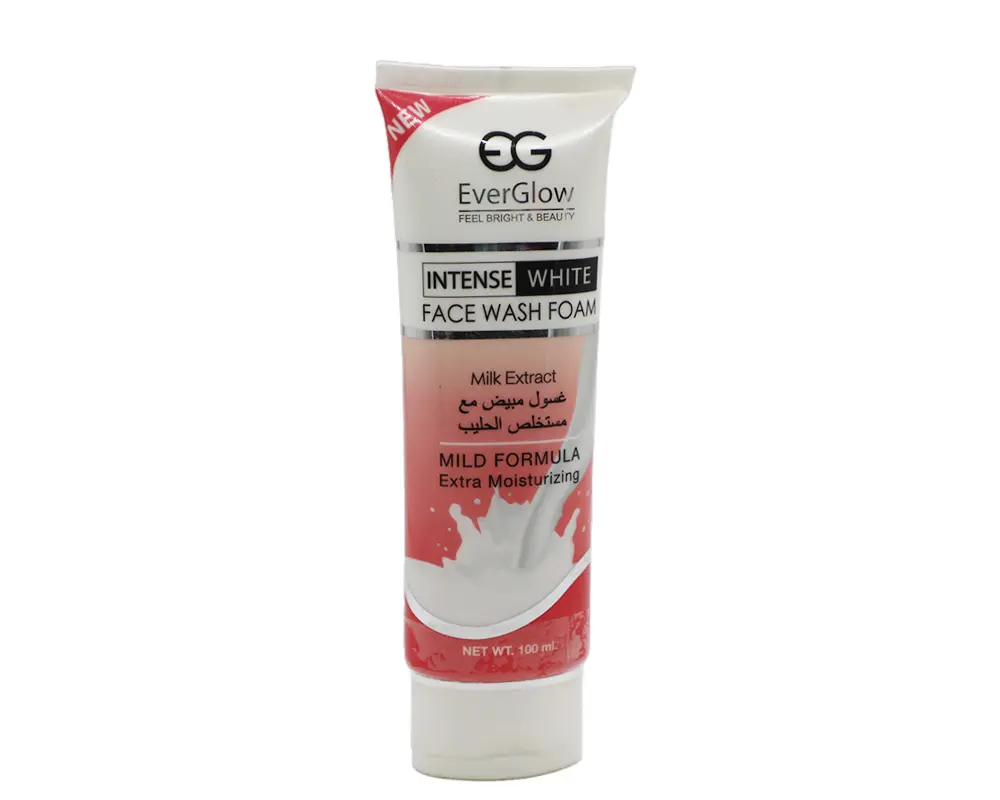 NEW
EG
EverGlow
FEEL BRIGHT & BEAUTY
INTENSE WHITE
FACE WASH FOAM
Milk Extract
غسول مبيض مع
مستخلص الحليب
MILD FORMULA
Extra Moisturizing
NET WT. 100 ml.